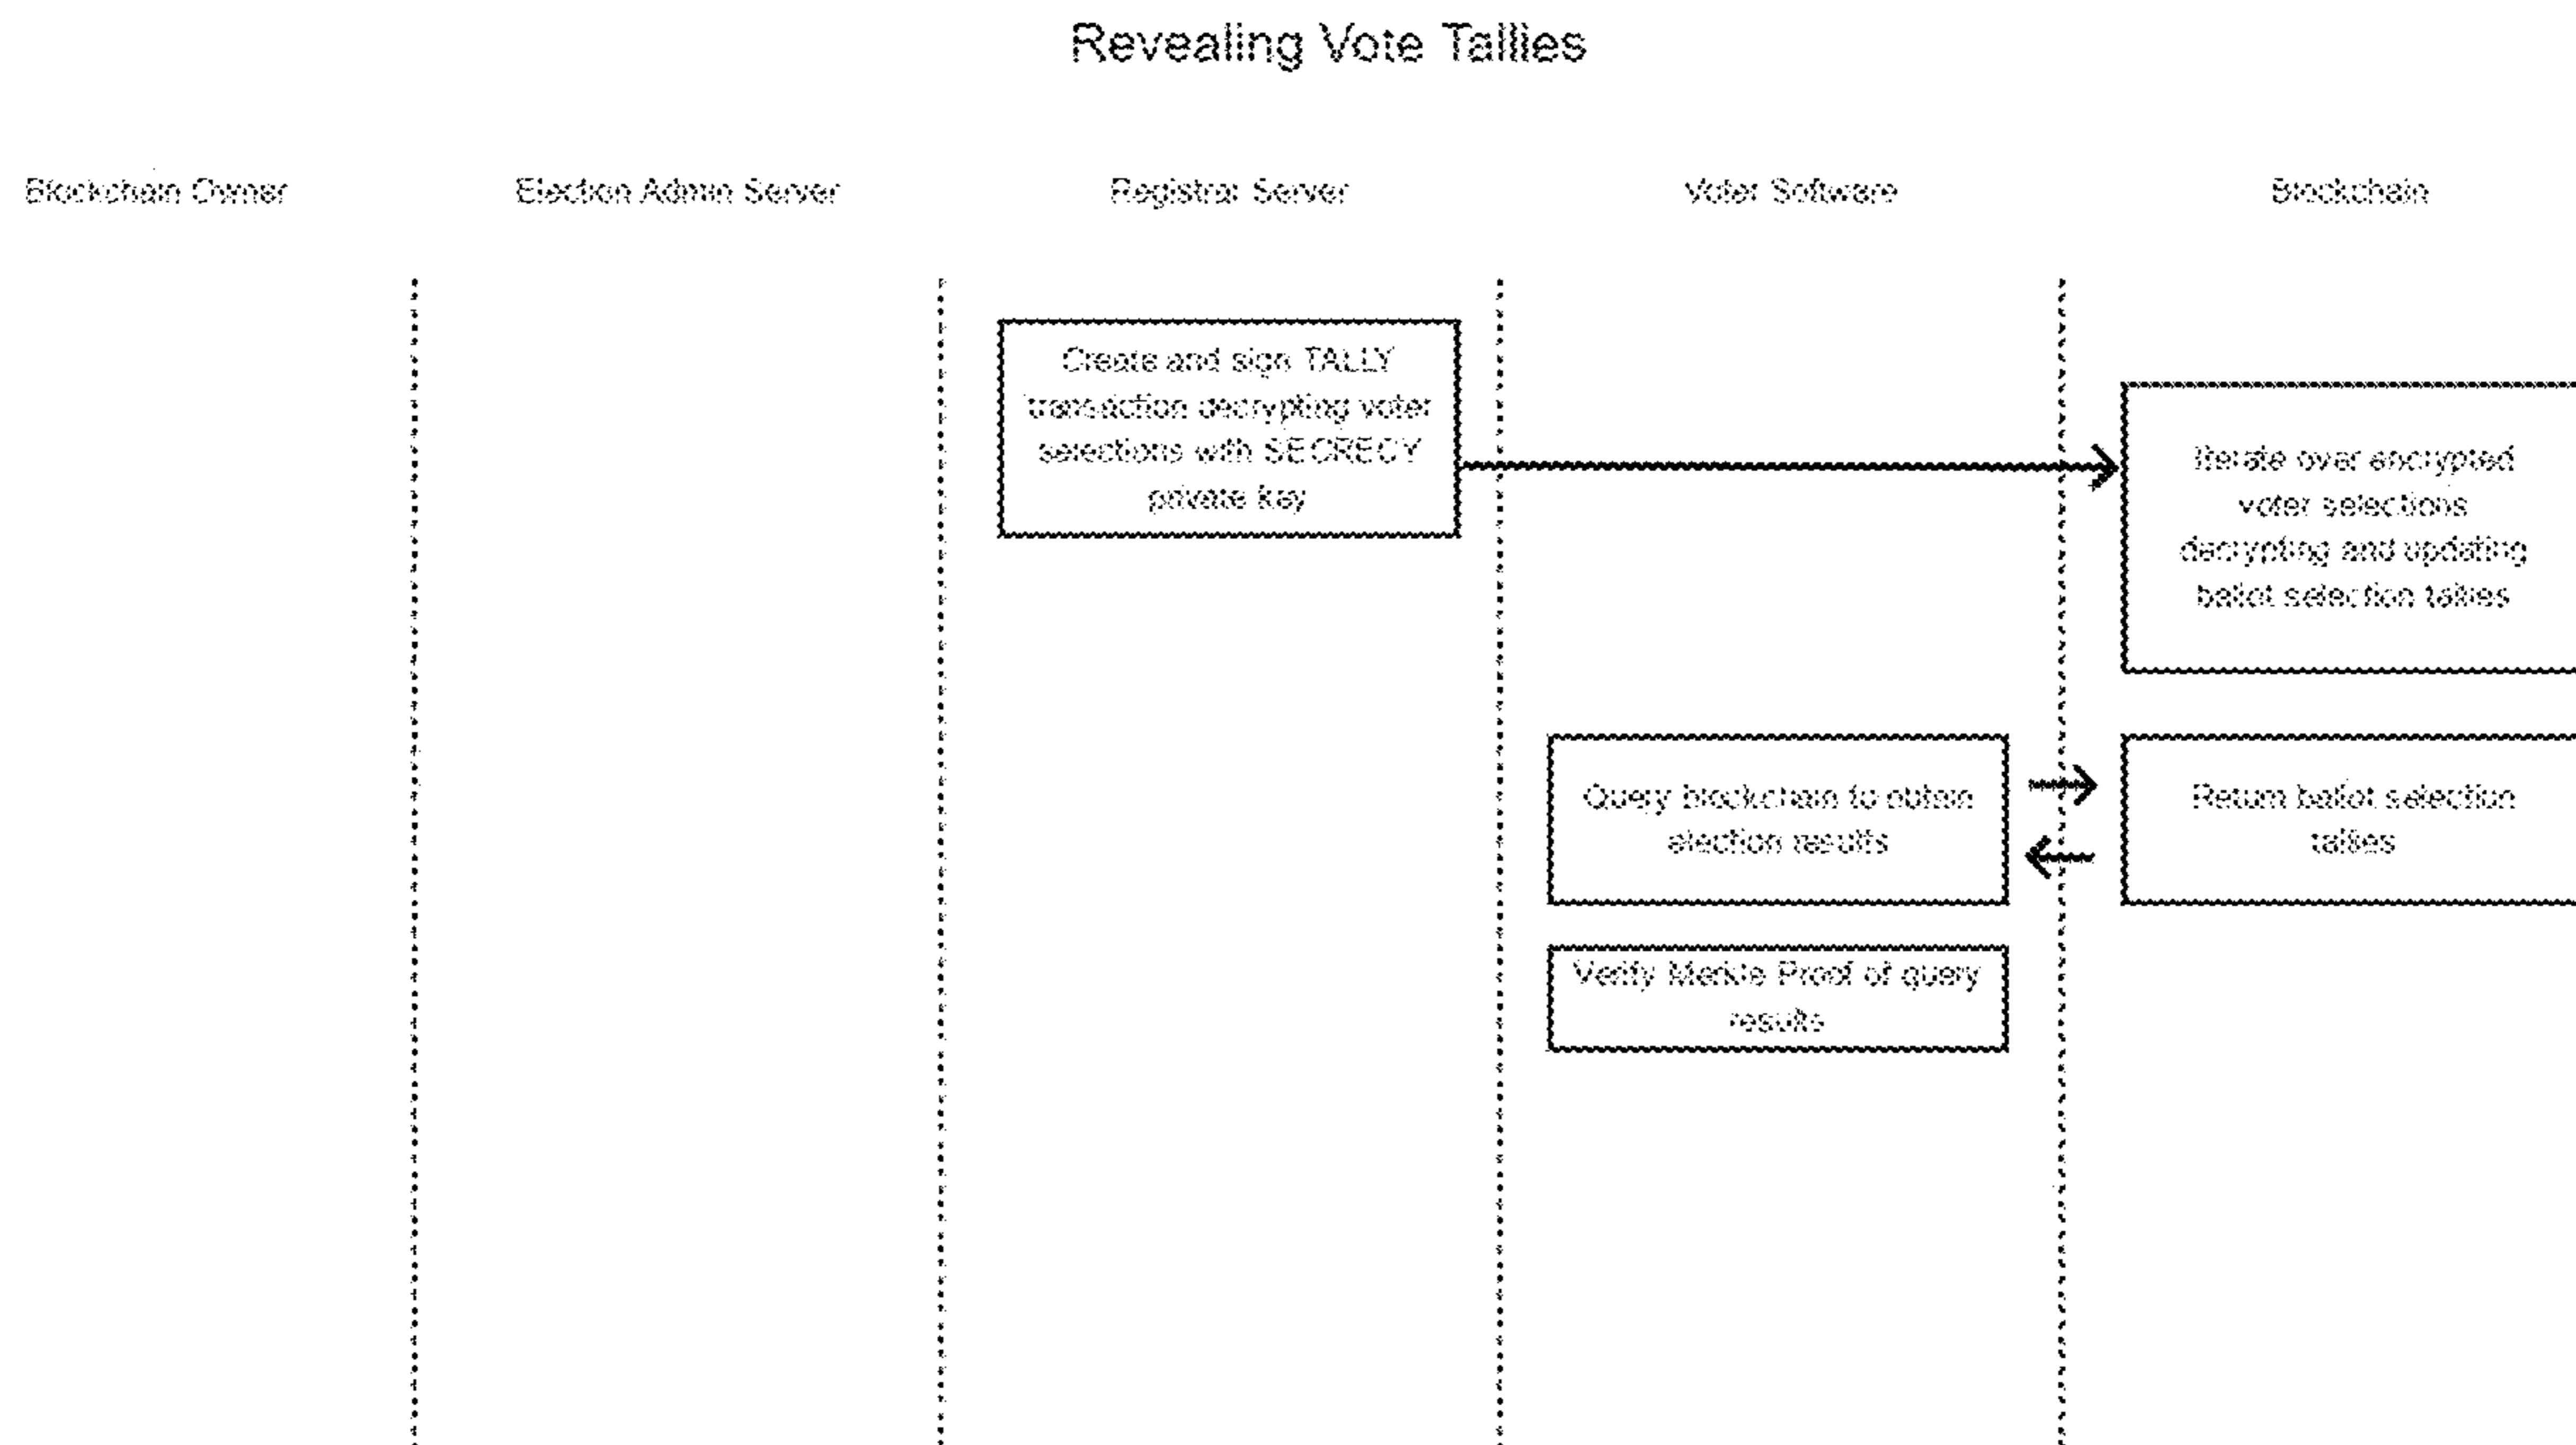 Revealing Vote Tallies
Blockchain Owner
Election Admin Server
Registrar Server
Voter Software
Blockchain
Create and sign TALLY
transaction decrypting voter
selections with SECRECY
private key
Iterate over encrypted
voter selections
decrypting and updating
ballot selection tallies
Query blockchain to obtain
election results
Return ballot selection
tallies
Verify Merkle Proof of query
results